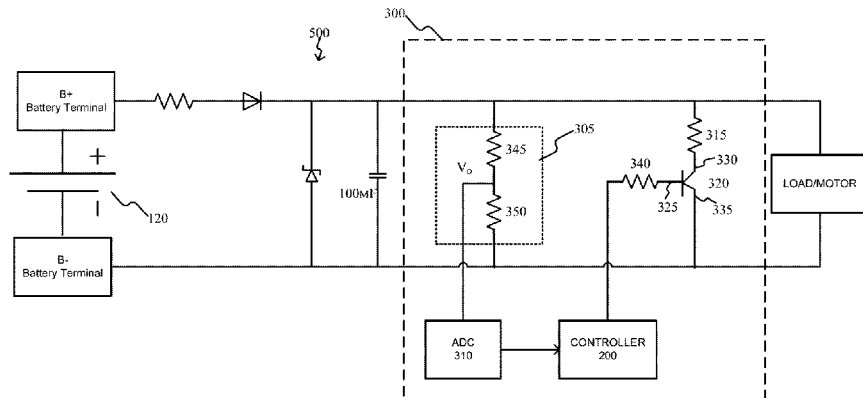 300
500
B+
Battery Terminal
305
315
345
330
340
V₀
320
LOAD/MOTOR
+
100MF
325
335
350
-
120
B-
Battery Terminal
ADC
310
CONTROLLER
200